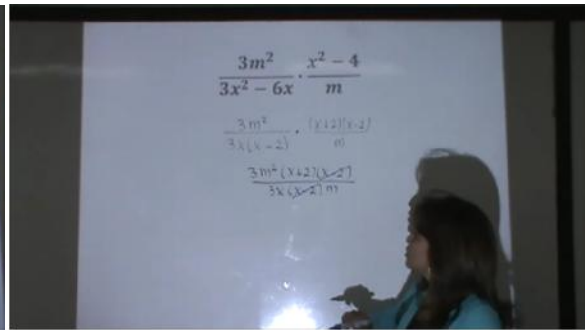 3m² / 3x² − 6x · x² − 4 / m
3m² / 3x(x−2) · (x+2)(x-2) / m
3m²(x+2)(x-2) / 3x(x-2)m